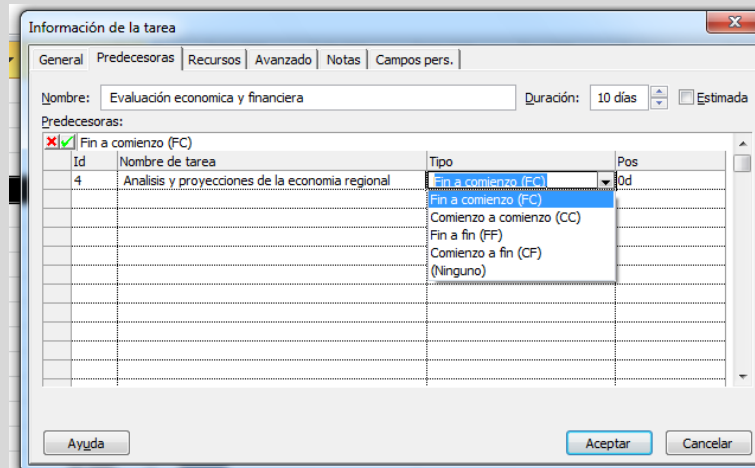 Información de la tarea
General Predecesoras Recursos Avanzado Notas Campos pers.
Nombre: Evaluación economica y financiera Duración: 10 días Estimada
Predecesoras:
Fin a comienzo (FC)
Id Nombre de tarea Tipo Pos
4 Analisis y proyecciones de la economia regional Fin a comienzo (FC) 0d
Fin a comienzo (FC)
Comienzo a comienzo (CC)
Fin a fin (FF)
Comienzo a fin (CF)
(Ninguno)
Ayuda Aceptar Cancelar